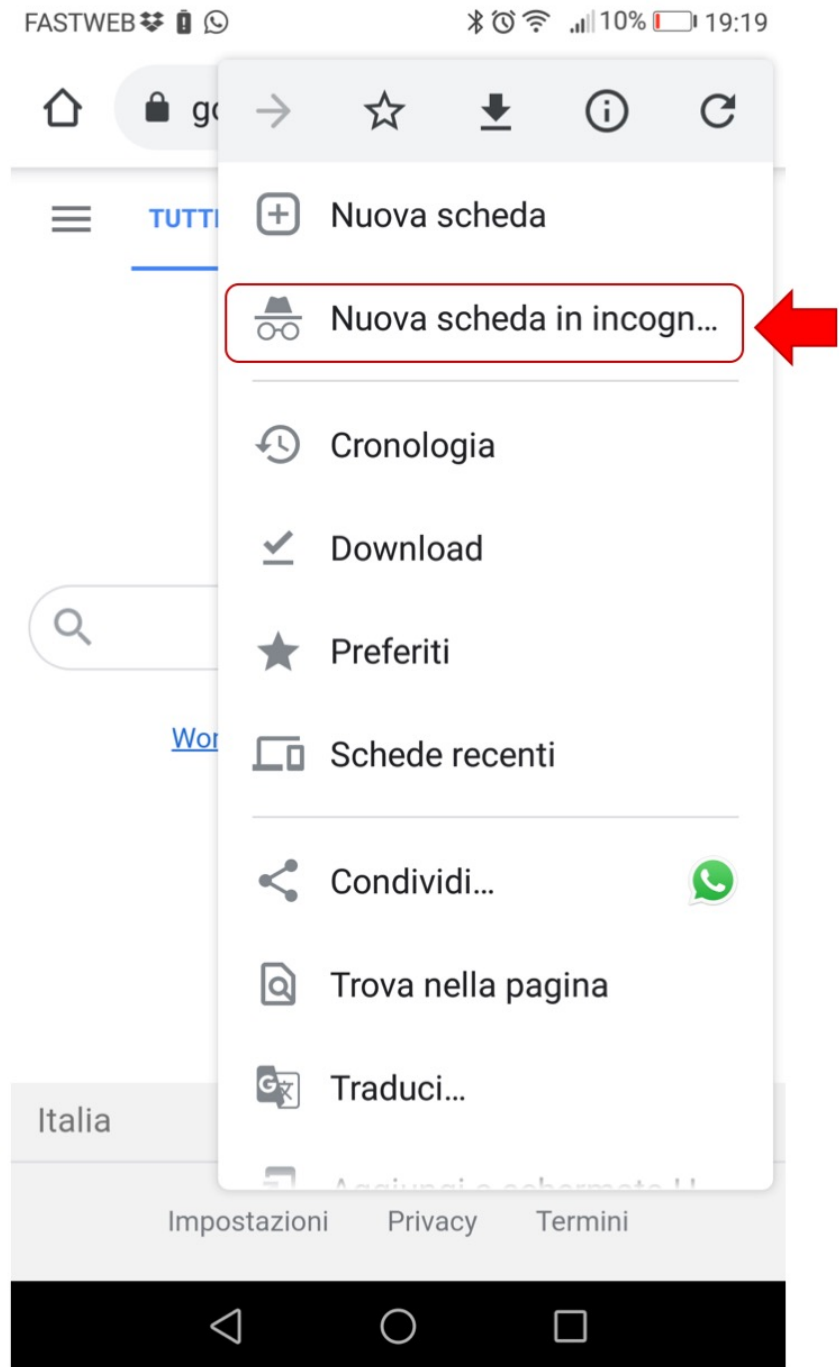 FASTWEB 10% 19:19
go
TUTTI
Nuova scheda
Nuova scheda in incogn...
Cronologia
Download
Preferiti
Wor
Schede recenti
Condividi...
Trova nella pagina
Traduci...
Italia
Impostazioni Privacy Termini